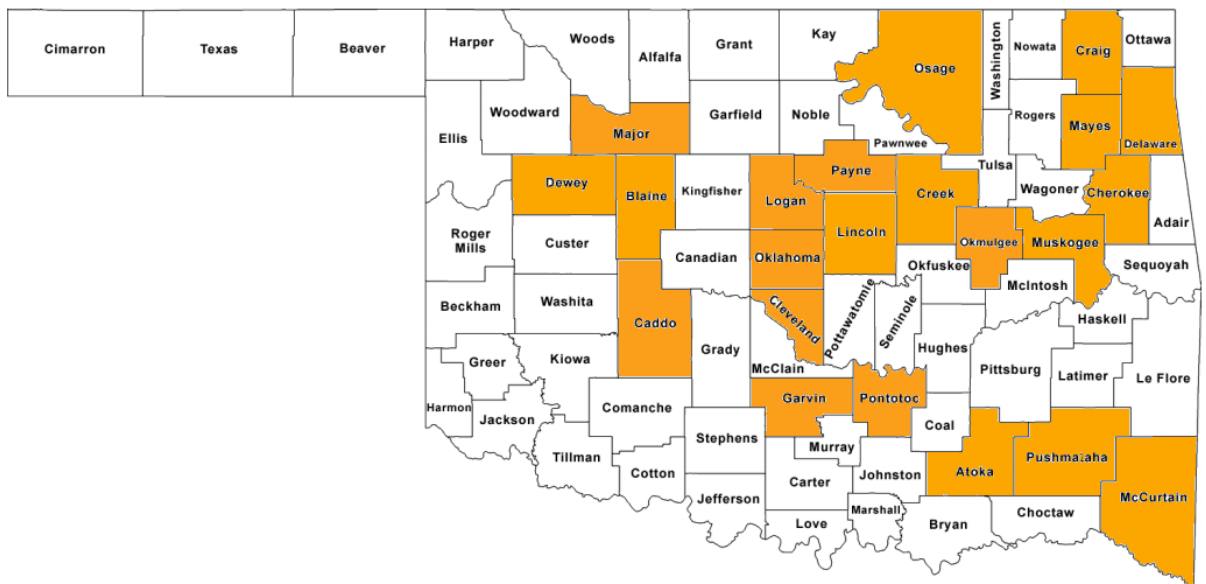 Cimarron
Texas
Beaver
Harper
Woods
Alfalfa
Grant
Kay
Osage
Washington
Nowata
Craig
Ottawa
Ellis
Woodward
Major
Garfield
Noble
Pawnwee
Rogers
Mayes
Delaware
Dewey
Blaine
Kingfisher
Logan
Payne
Creek
Tulsa
Wagoner
Cherokee
Adair
Roger
Mills
Custer
Canadian
Oklahoma
Lincoln
Okmulgee
Muskogee
Okfuskee
McIntosh
Sequoyah
Beckham
Washita
Caddo
Grady
Cleveland
Pottawatomie
Seminole
Hughes
Haskell
Greer
Kiowa
McClain
Pittsburg
Latimer
Le Flore
Harmon
Jackson
Comanche
Garvin
Pontotoc
Coal
Stephens
Murray
Tillman
Cotton
Carter
Johnston
Atoka
Pushmataha
McCurtain
Jefferson
Love
Marshall
Bryan
Choctaw